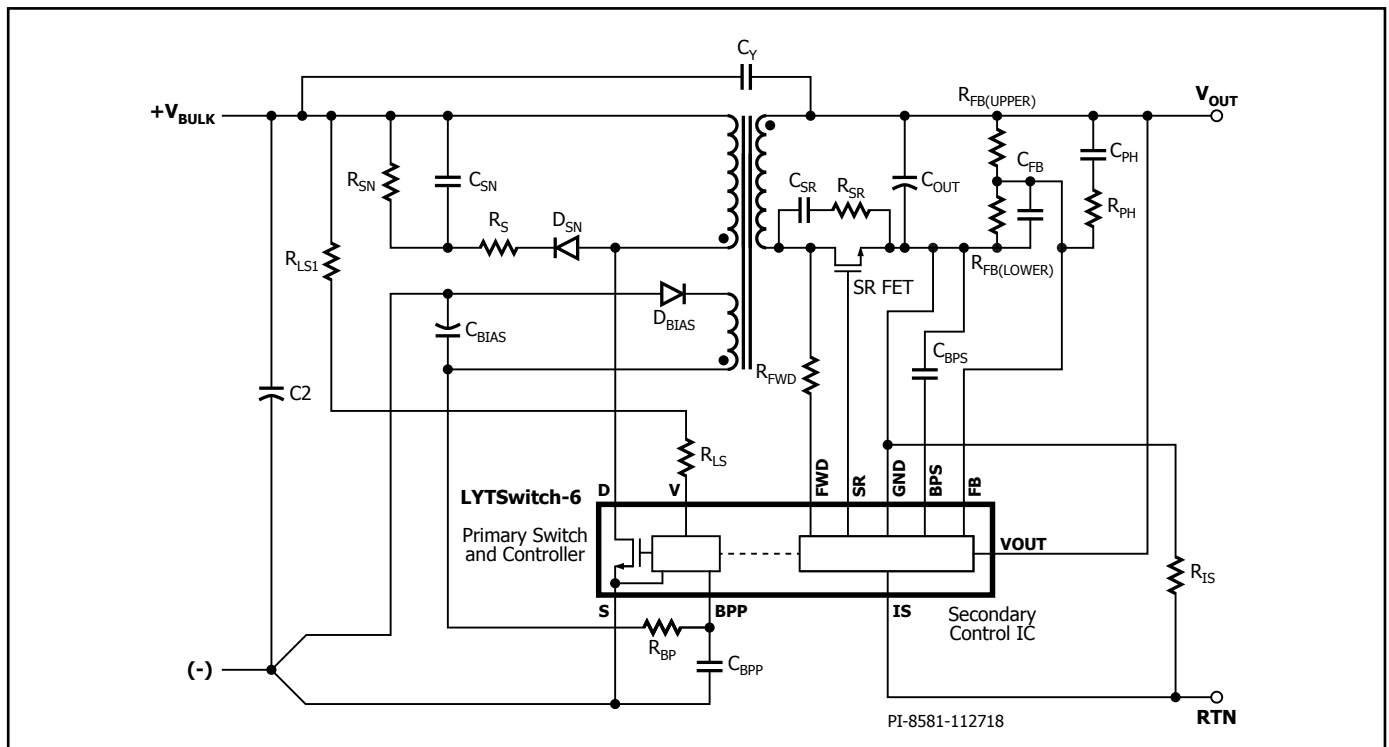 C_Y
+V_BULK
R_FB(UPPER)
V_OUT
R_SN
C_SN
C_SR
R_SR
C_OUT
C_FB
C_PH
R_PH
R_S
D_SN
R_LS1
SR FET
R_FB(LOWER)
C_BIAS
D_BIAS
R_FWD
C_BPS
C2
R_LS
LYTSwitch-6
D
V
FWD
SR
GND
BPS
FB
Primary Switch
and Controller
VOUT
R_IS
S
BPP
IS
Secondary
Control IC
R_BP
C_BPP
(-)
PI-8581-112718
RTN